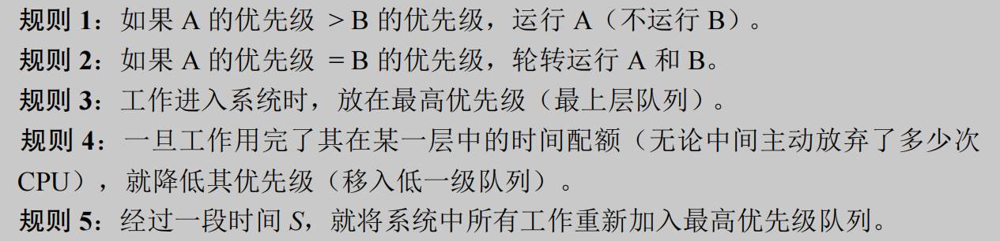 规则 1：如果 A 的优先级 > B 的优先级，运行 A（不运行 B）。
规则 2：如果 A 的优先级 = B 的优先级，轮转运行 A 和 B。
规则 3：工作进入系统时，放在最高优先级（最上层队列）。
规则 4：一旦工作用完了其在某一层中的时间配额（无论中间主动放弃了多少次
CPU），就降低其优先级（移入低一级队列）。
规则 5：经过一段时间 S，就将系统中所有工作重新加入最高优先级队列。